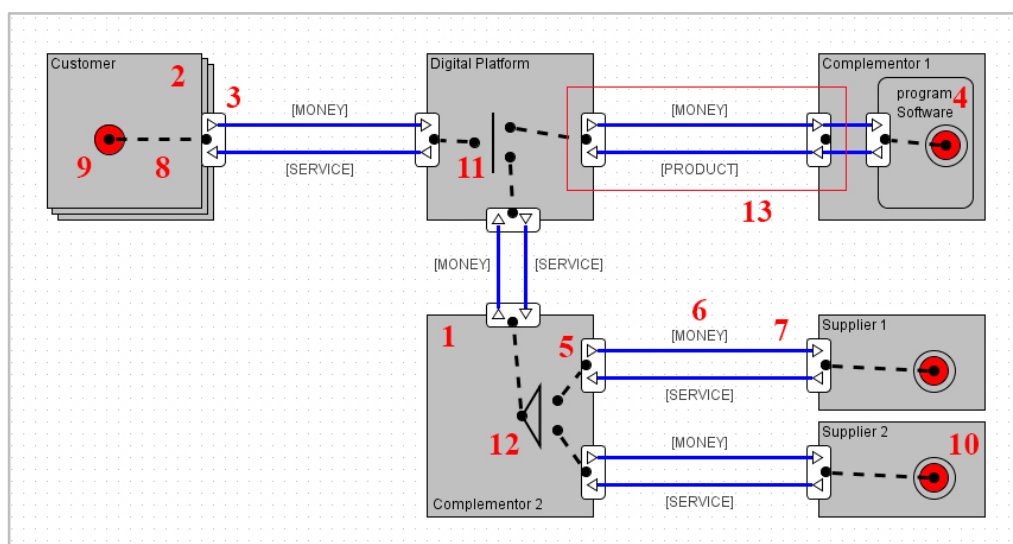 Customer
2
3
[MONEY]
[SERVICE]
9
8
Digital Platform
11
[MONEY]
[PRODUCT]
13
Complementor 1
program
Software
4
[MONEY]
[SERVICE]
1
5
12
Complementor 2
6
[MONEY]
7
[SERVICE]
Supplier 1
[MONEY]
[SERVICE]
Supplier 2
10